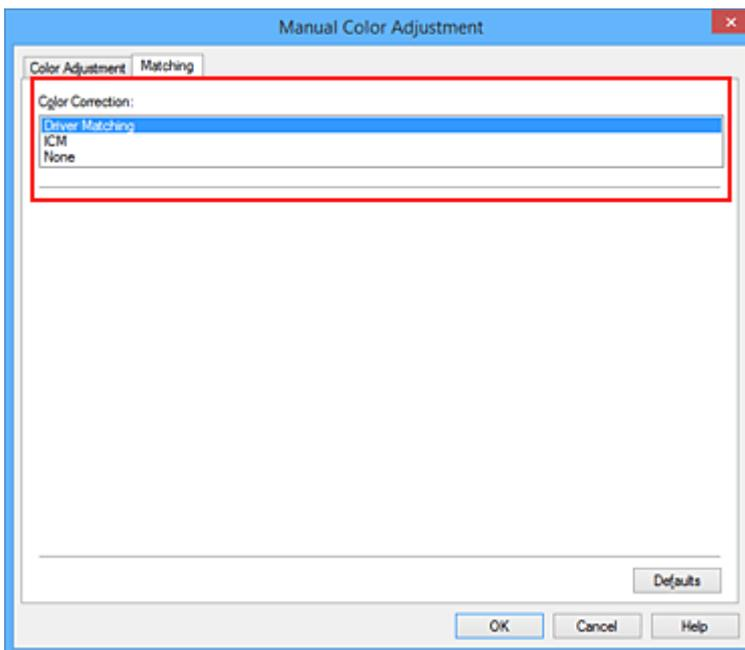 Manual Color Adjustment
Color Adjustment Matching
Color Correction:
Driver Matching
ICM
None
Defaults
OK Cancel Help